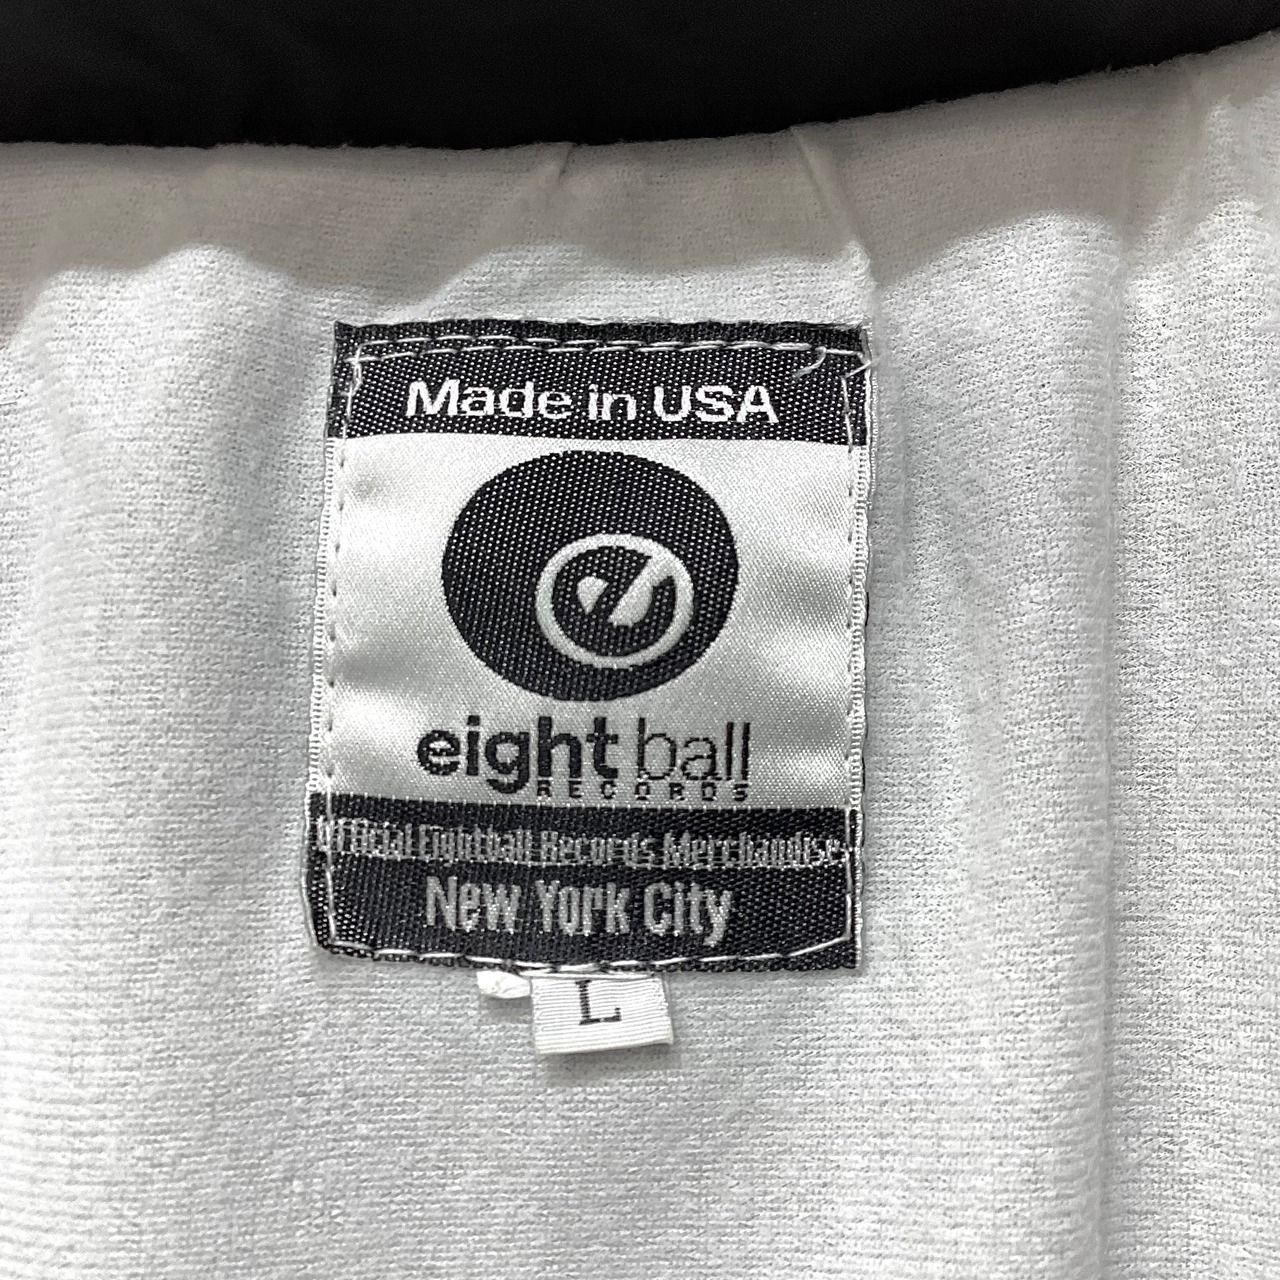 Made in USA
e
eight ball
RECORDS
Official Eightball Records Merchandise
New York City
L